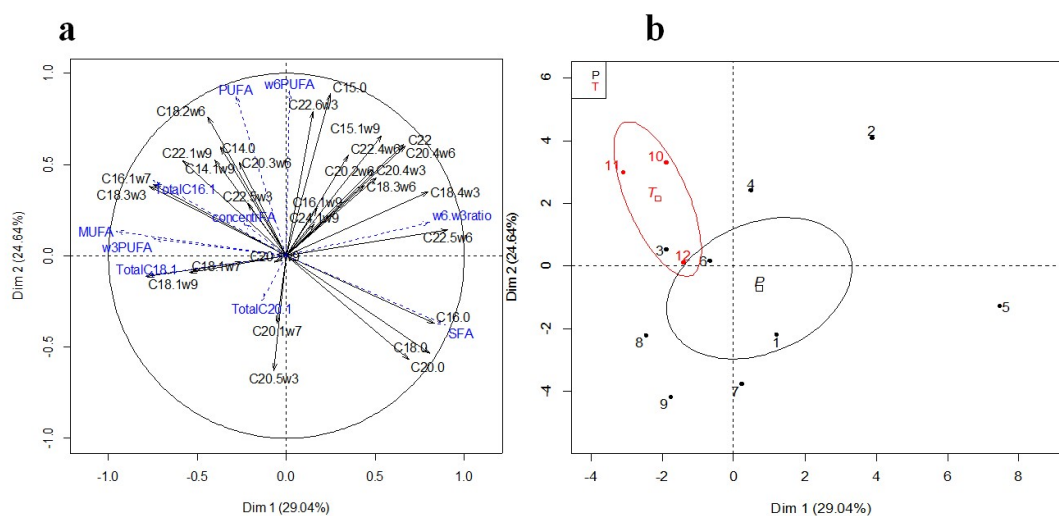 a
b
1.0
0.5
0.0
-0.5
-1.0
Dim 2 (24.64%)
w6PUFA
PUFA
C15.0
C22.6w3
C18.2w6
C15.1w9
C22
C14.0
C22.4w6
C20.4w6
C22.1w9
C20.3w6
C14.1w9
C20.2w6
C20.4w3
C16.1w7
TotalC16.1
C18.3w6
C18.3w3
C22.5w3
C18.4w3
C16.1w9
concentrFA
C24.1w9
w6.w3ratio
MUFA
C22.5w6
w3PUFA
TotalC18.1
C18.1w7
C18.1w9
TotalC20.1
C16.0
C20.1w7
SFA
C18.0
C20.0
C20.5w3
-1.0
-0.5
0.0
0.5
1.0
Dim 1 (29.04%)
P
T
6
4
2
0
-2
-4
Dim 2 (24.64%)
2
10
11
4
T
3
12
6
P
5
8
1
7
9
-4
-2
0
2
4
6
8
Dim 1 (29.04%)